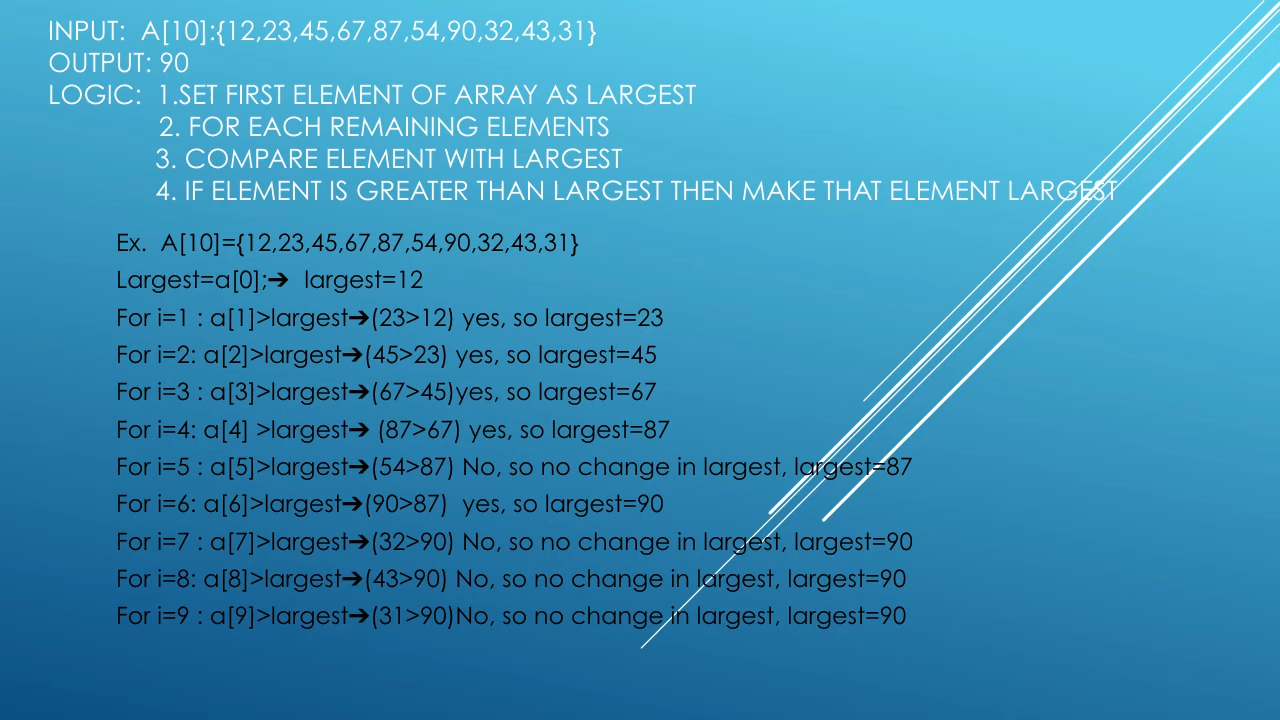 INPUT:  A[10]:{12,23,45,67,87,54,90,32,43,31}
OUTPUT: 90
LOGIC:  1.SET FIRST ELEMENT OF ARRAY AS LARGEST
2. FOR EACH REMAINING ELEMENTS
3. COMPARE ELEMENT WITH LARGEST
4. IF ELEMENT IS GREATER THAN LARGEST THEN MAKE THAT ELEMENT LARGEST
Ex.  A[10]={12,23,45,67,87,54,90,32,43,31}
Largest=a[0];➔  largest=12
For i=1 : a[1]>largest➔(23>12) yes, so largest=23
For i=2: a[2]>largest➔(45>23) yes, so largest=45
For i=3 : a[3]>largest➔(67>45)yes, so largest=67
For i=4: a[4] >largest➔ (87>67) yes, so largest=87
For i=5 : a[5]>largest➔(54>87) No, so no change in largest, largest=87
For i=6: a[6]>largest➔(90>87)  yes, so largest=90
For i=7 : a[7]>largest➔(32>90) No, so no change in largest, largest=90
For i=8: a[8]>largest➔(43>90) No, so no change in largest, largest=90
For i=9 : a[9]>largest➔(31>90)No, so no change in largest, largest=90